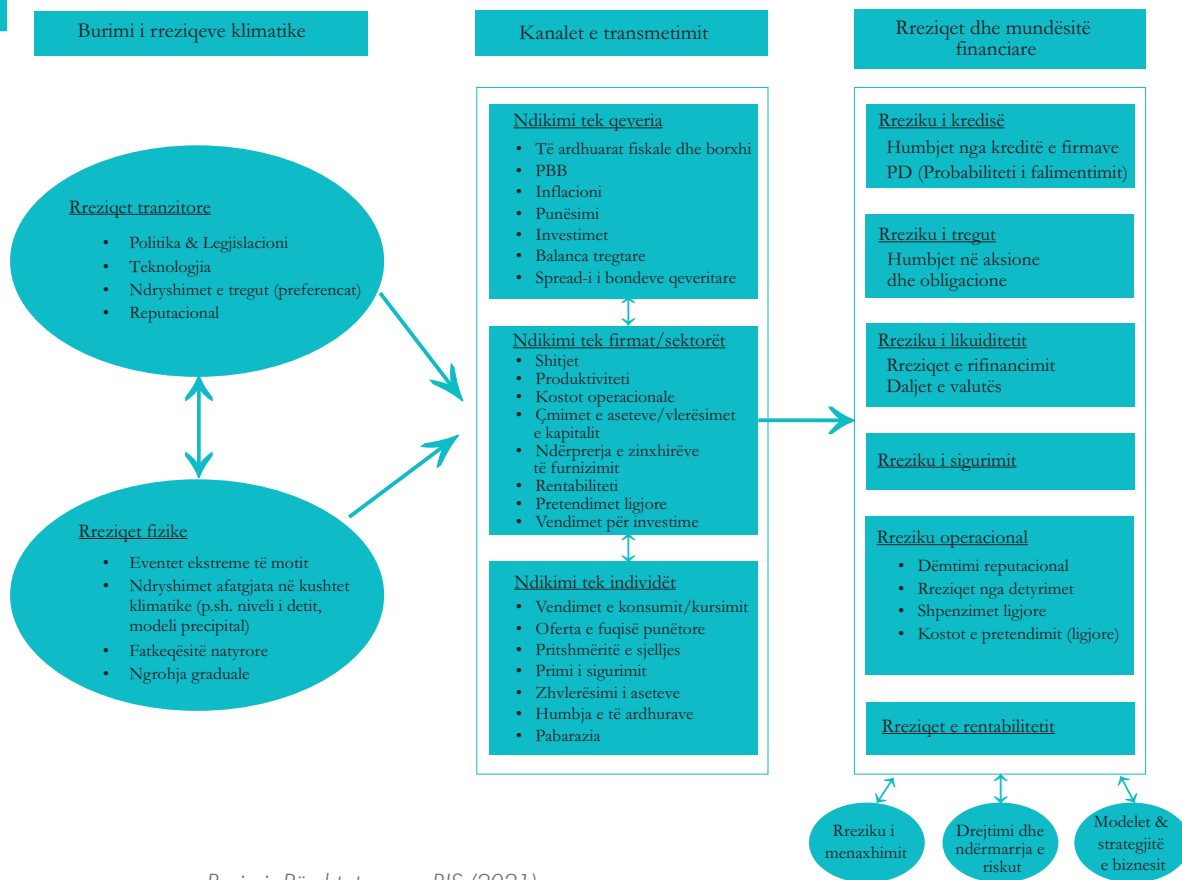 Burimi i rreziqeve klimatike
Kanalet e transmetimit
Rreziqet dhe mundësitë
financiare
Rreziqet tranzitore
• Politika & Legjislacioni
• Teknologjia
• Ndryshimet e tregut (preferencat)
• Reputacional
Rreziqet fizike
• Eventet ekstreme të motit
• Ndryshimet afatgjata në kushtet
klimatike (p.sh. niveli i detit,
modeli precipital)
• Fatkeqësitë natyrore
• Ngrohja graduale
Ndikimi tek qeveria
• Të ardhuarat fiskale dhe borxhi
• PBB
• Inflacioni
• Punësimi
• Investimet
• Balanca tregtare
• Spread-i i bondeve qeveritare
Ndikimi tek firmat/sektorët
• Shitjet
• Produktiviteti
• Kostot operacionale
• Çmimet e aseteve/vlerësimet
e kapitalit
• Ndërprerja e zinxhirëve
të furnizimit
• Rentabiliteti
• Pretendimet ligjore
• Vendimet për investime
Ndikimi tek individët
• Vendimet e konsumit/kursimit
• Oferta e fuqisë punëtore
• Pritshmëritë e sjelljes
• Primi i sigurimit
• Zhvlerësimi i aseteve
• Humbja e të ardhurave
• Pabarazia
Rreziku i kredisë
Humbjet nga kreditë e firmave
PD (Probabiliteti i falimentimit)
Rreziku i tregut
Humbjet në aksione
dhe obligacione
Rreziku i likuiditetit
Rreziqet e rifinancimit
Daljet e valutës
Rreziku i sigurimit
Rreziku operacional
• Dëmtimi reputacional
• Rreziqet nga detyrimet
• Shpenzimet ligjore
• Kostot e pretendimit (ligjore)
Rreziqet e rentabilitetit
Rreziku i
menaxhimit
Drejtimi dhe
ndërmarrja e
riskut
Modelet &
strategjitë
e biznesit